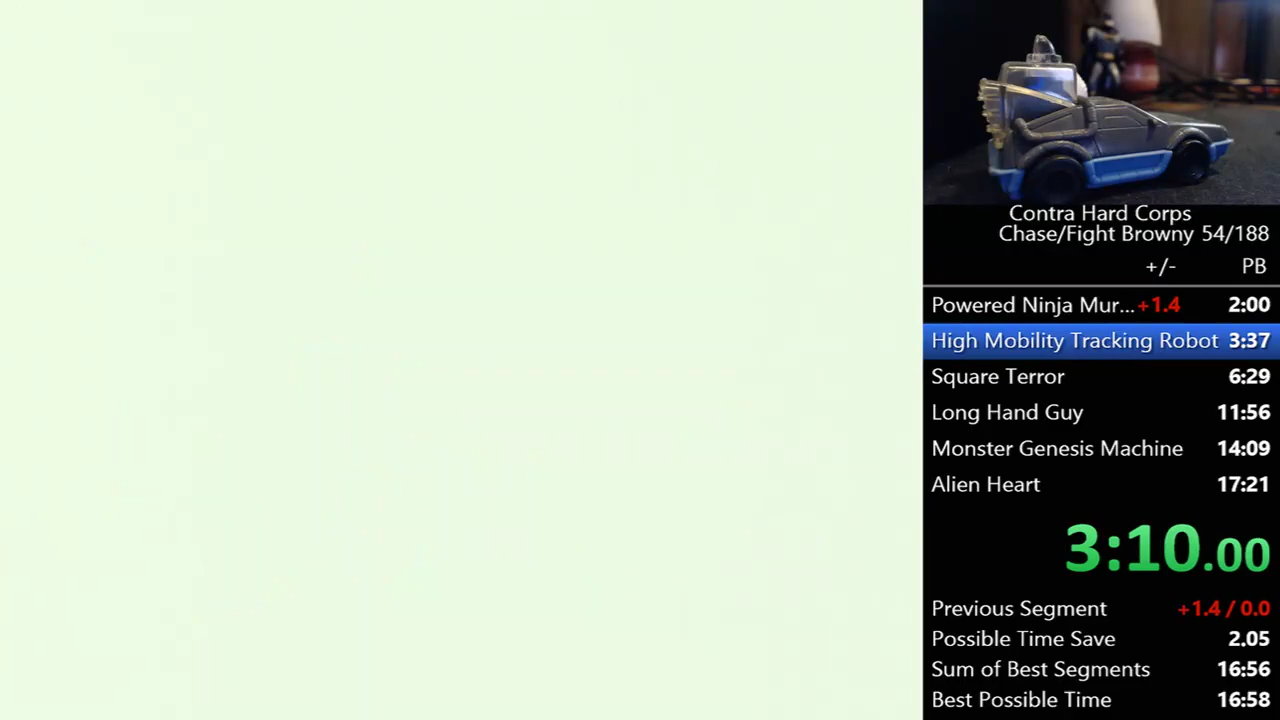 Contra Hard Corps
Chase/Fight Browny 54/188
+/- PB
Powered Ninja Mur... +1.4 2:00
High Mobility Tracking Robot 3:37
Square Terror 6:29
Long Hand Guy 11:56
Monster Genesis Machine 14:09
Alien Heart 17:21
3:10.00
Previous Segment +1.4 / 0.0
Possible Time Save 2.05
Sum of Best Segments 16:56
Best Possible Time 16:58